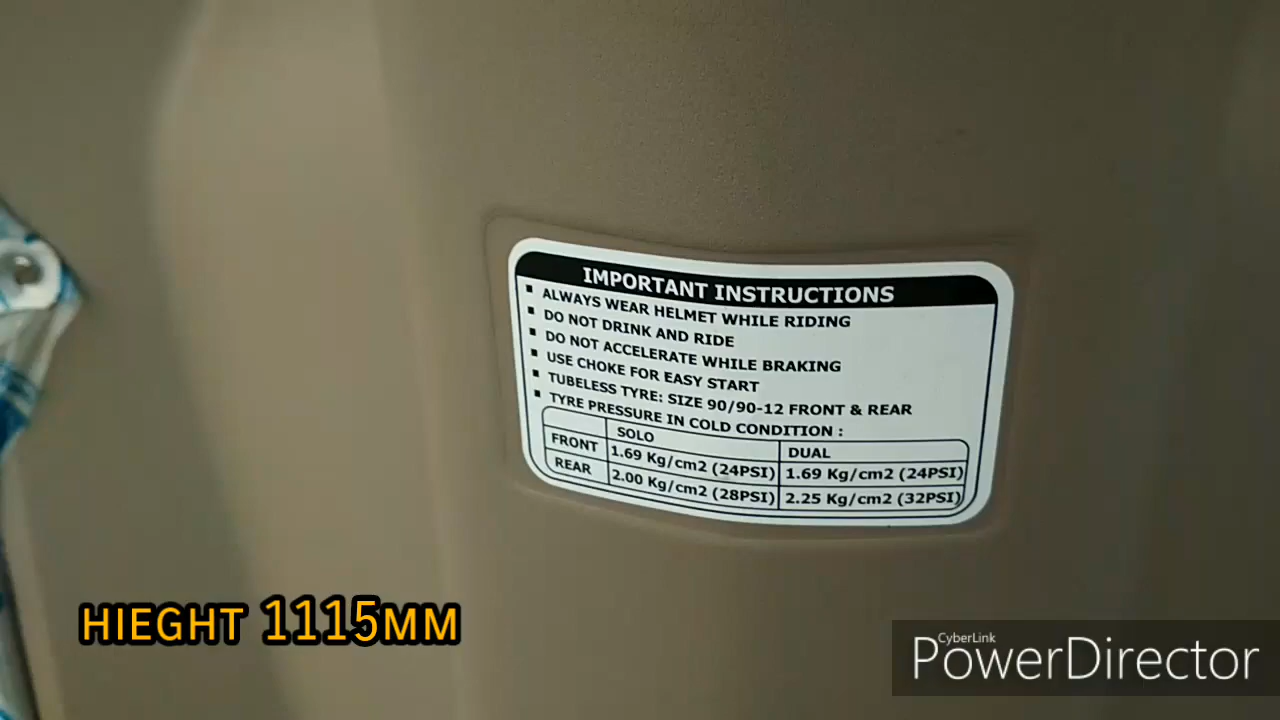 IMPORTANT INSTRUCTIONS
▪ ALWAYS WEAR HELMET WHILE RIDING
▪ DO NOT DRINK AND RIDE
▪ DO NOT ACCELERATE WHILE BRAKING
▪ USE CHOKE FOR EASY START
▪ TUBELESS TYRE: SIZE 90/90-12 FRONT & REAR
▪ TYRE PRESSURE IN COLD CONDITION :
SOLO DUAL
FRONT 1.69 Kg/cm2 (24PSI) 1.69 Kg/cm2 (24PSI)
REAR 2.00 Kg/cm2 (28PSI) 2.25 Kg/cm2 (32PSI)
HIEGHT 1115MM
CyberLink
PowerDirector